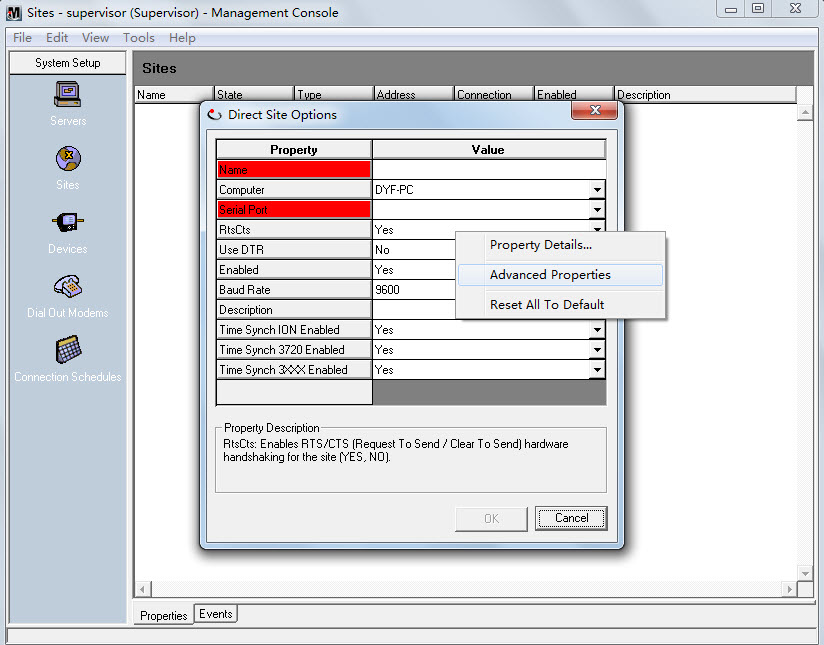 Sites - supervisor (Supervisor) - Management Console
File Edit View Tools Help
System Setup
Servers
Sites
Devices
Dial Out Modems
Connection Schedules
Sites
Name State Type Address Connection Enabled Description
Direct Site Options
Property Value
Name
Computer DYF-PC
Serial Port
RtsCts Yes
Use DTR No
Enabled Yes
Baud Rate 9600
Description
Time Synch ION Enabled Yes
Time Synch 3720 Enabled Yes
Time Synch 3XXX Enabled Yes
Property Details...
Advanced Properties
Reset All To Default
Property Description
RtsCts: Enables RTS/CTS (Request To Send / Clear To Send) hardware
handshaking for the site (YES, NO).
OK Cancel
Properties Events